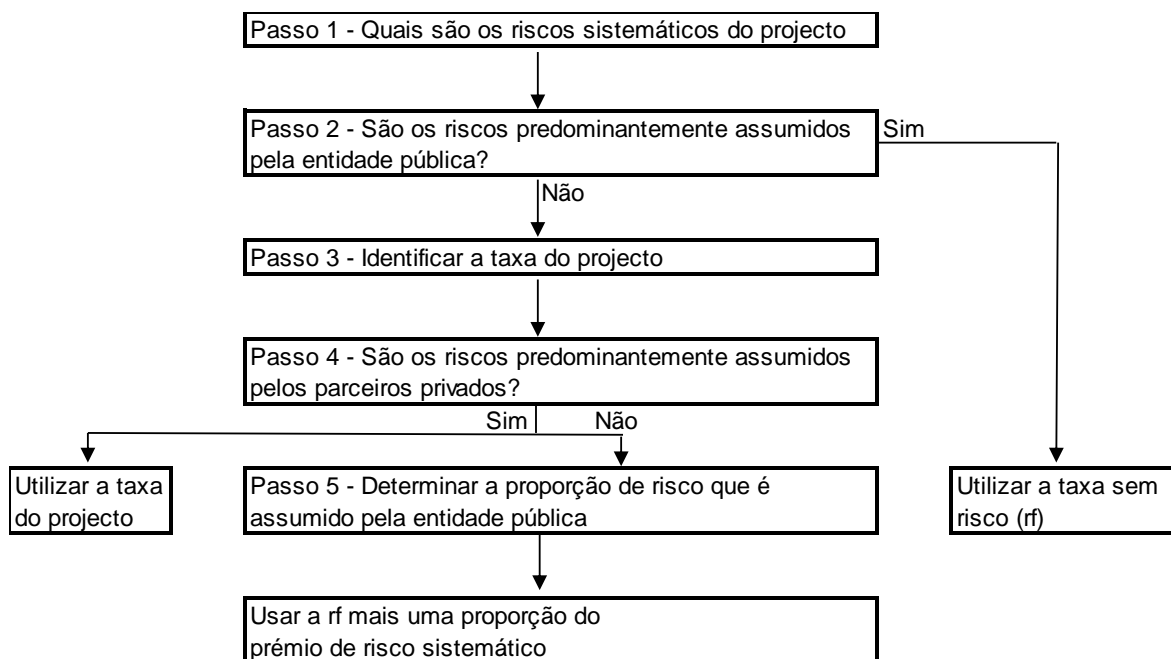 Passo 1 - Quais são os riscos sistemáticos do projecto
Passo 2 - São os riscos predominantemente assumidos
pela entidade pública?
Sim
Não
Passo 3 - Identificar a taxa do projecto
Passo 4 - São os riscos predominantemente assumidos
pelos parceiros privados?
Sim
Não
Utilizar a taxa
do projecto
Passo 5 - Determinar a proporção de risco que é
assumido pela entidade pública
Utilizar a taxa sem
risco (rf)
Usar a rf mais uma proporção do
prémio de risco sistemático